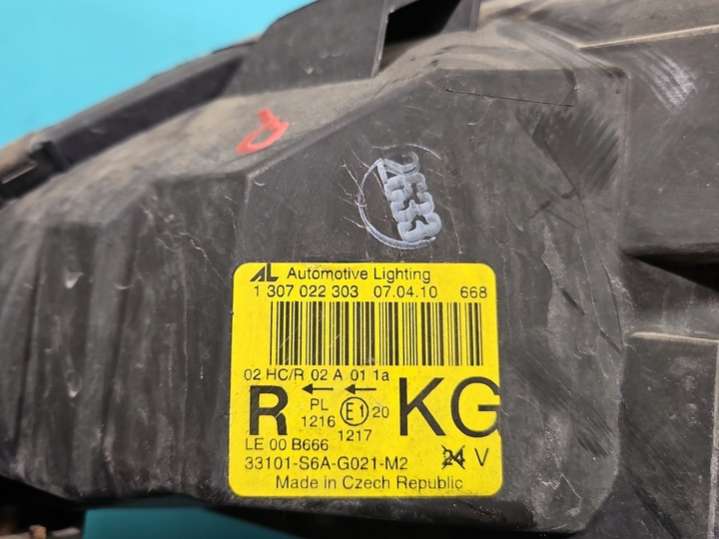 AL Automotive Lighting
1 307 022 303 07.04.10 668
02 HC/R 02 A 01 1a
R PL E1 20 KG
1216
1217
LE 00 B666
33101-S6A-G021-M2 24 V
Made in Czech Republic